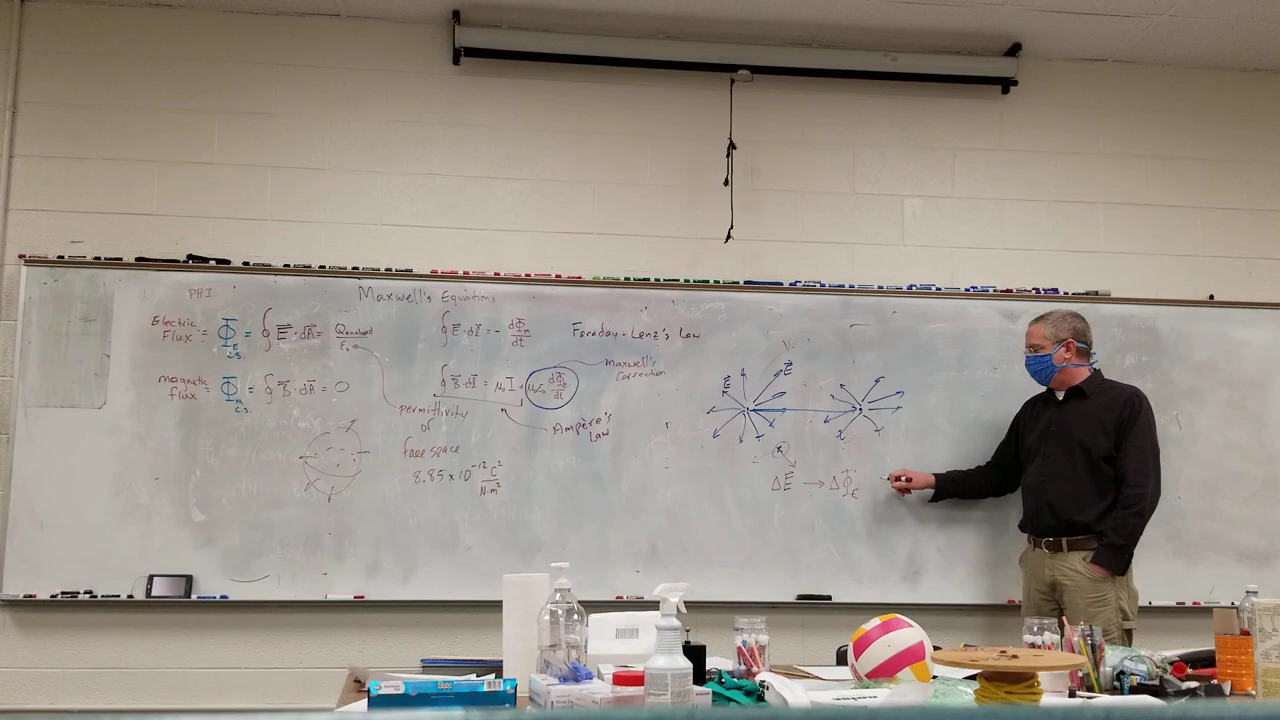 PHI
Maxwell's Equations
Electric Flux = Φ_E c.s. = ∮ E⃗ · dA⃗ = Qenclosed / ε₀
∮ E⃗ · dl⃗ = - dΦ_M / dt
Faraday-Lenz's Law
V=
magnetic flux = Φ_M c.s. = ∮ B⃗ · dA⃗ = 0
∮ B⃗ · dl⃗ = μ₀ I + μ₀ε₀ dΦ_E / dt
Maxwell's
Correction
E⃗
E⃗
permittivity
of
free space
8.85 x 10⁻¹² C² / N·m²
Ampère's
Law
x
ΔE⃗ → ΔΦ_E